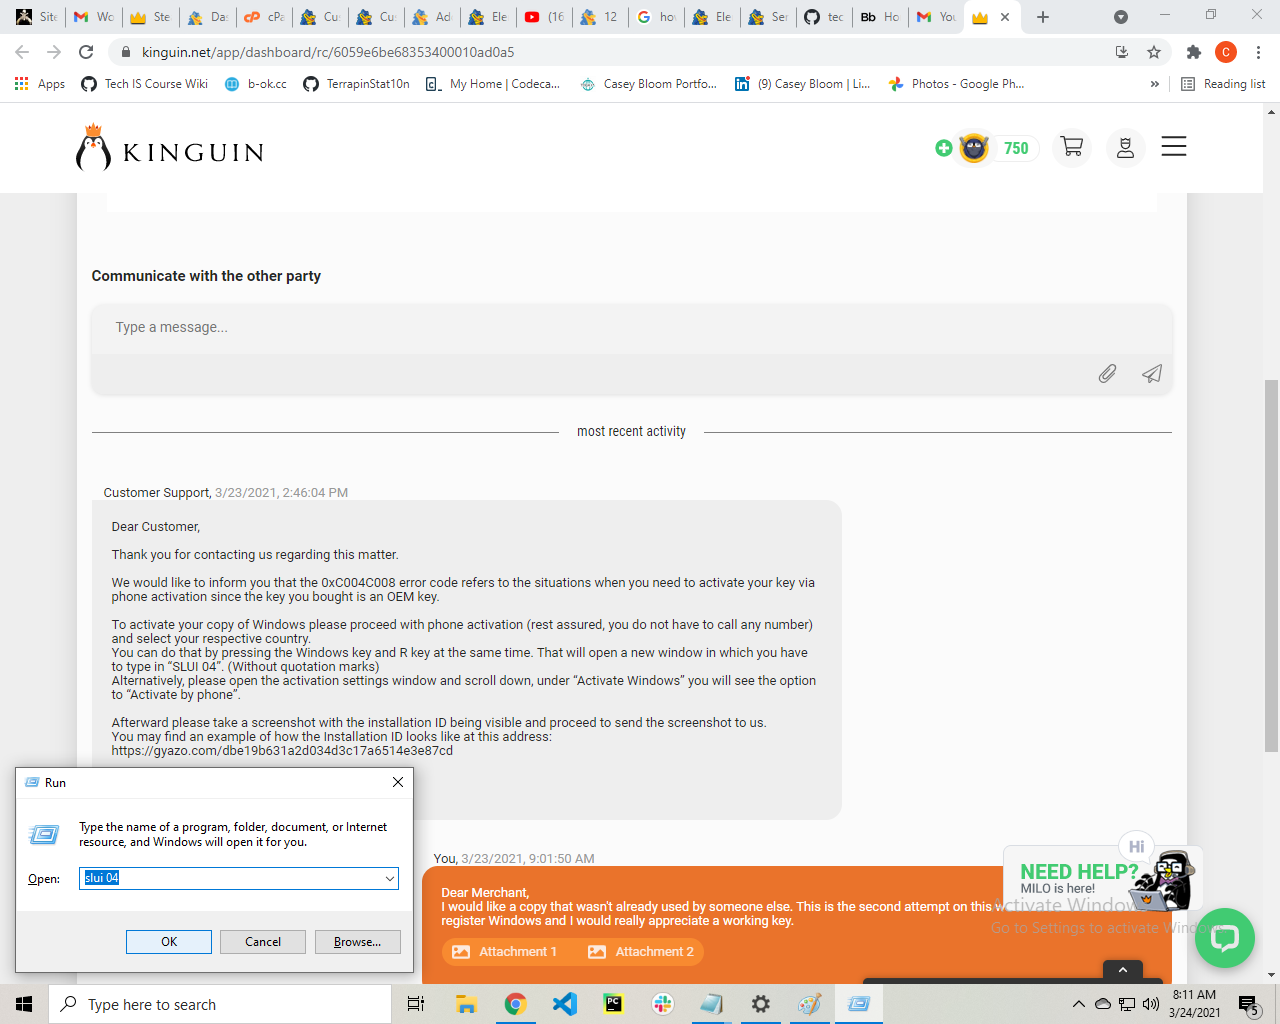 Site
Wo
Ste
Das
cPa
Cus
Cus
Add
Ele
(16
12
how
Ele
Ser
tec
Ho
You
kinguin.net/app/dashboard/rc/6059e6be68353400010ad0a5
Apps
Tech IS Course Wiki
b-ok.cc
TerrapinStat10n
My Home | Codeca...
Casey Bloom Portfo...
(9) Casey Bloom | Li...
Photos - Google Ph...
»
Reading list
KINGUIN
750
Communicate with the other party
Type a message...
most recent activity
Customer Support, 3/23/2021, 2:46:04 PM
Dear Customer,
Thank you for contacting us regarding this matter.
We would like to inform you that the 0xC004C008 error code refers to the situations when you need to activate your key via
phone activation since the key you bought is an OEM key.
To activate your copy of Windows please proceed with phone activation (rest assured, you do not have to call any number)
and select your respective country.
You can do that by pressing the Windows key and R key at the same time. That will open a new window in which you have
to type in “SLUI 04”. (Without quotation marks)
Alternatively, please open the activation settings window and scroll down, under “Activate Windows” you will see the option
to “Activate by phone”.
Afterward please take a screenshot with the installation ID being visible and proceed to send the screenshot to us.
You may find an example of how the Installation ID looks like at this address:
https://gyazo.com/dbe19b631a2d034d3c17a6514e3e87cd
Run
Type the name of a program, folder, document, or Internet
resource, and Windows will open it for you.
Open:
slui 04
OK
Cancel
Browse...
You, 3/23/2021, 9:01:50 AM
Dear Merchant,
I would like a copy that wasn't already used by someone else. This is the second attempt on this w
register Windows and I would really appreciate a working key.
Attachment 1
Attachment 2
Hi
NEED HELP?
MILO is here!
Activate Windows
Go to Settings to activate Windows.
Type here to search
8:11 AM
3/24/2021
5